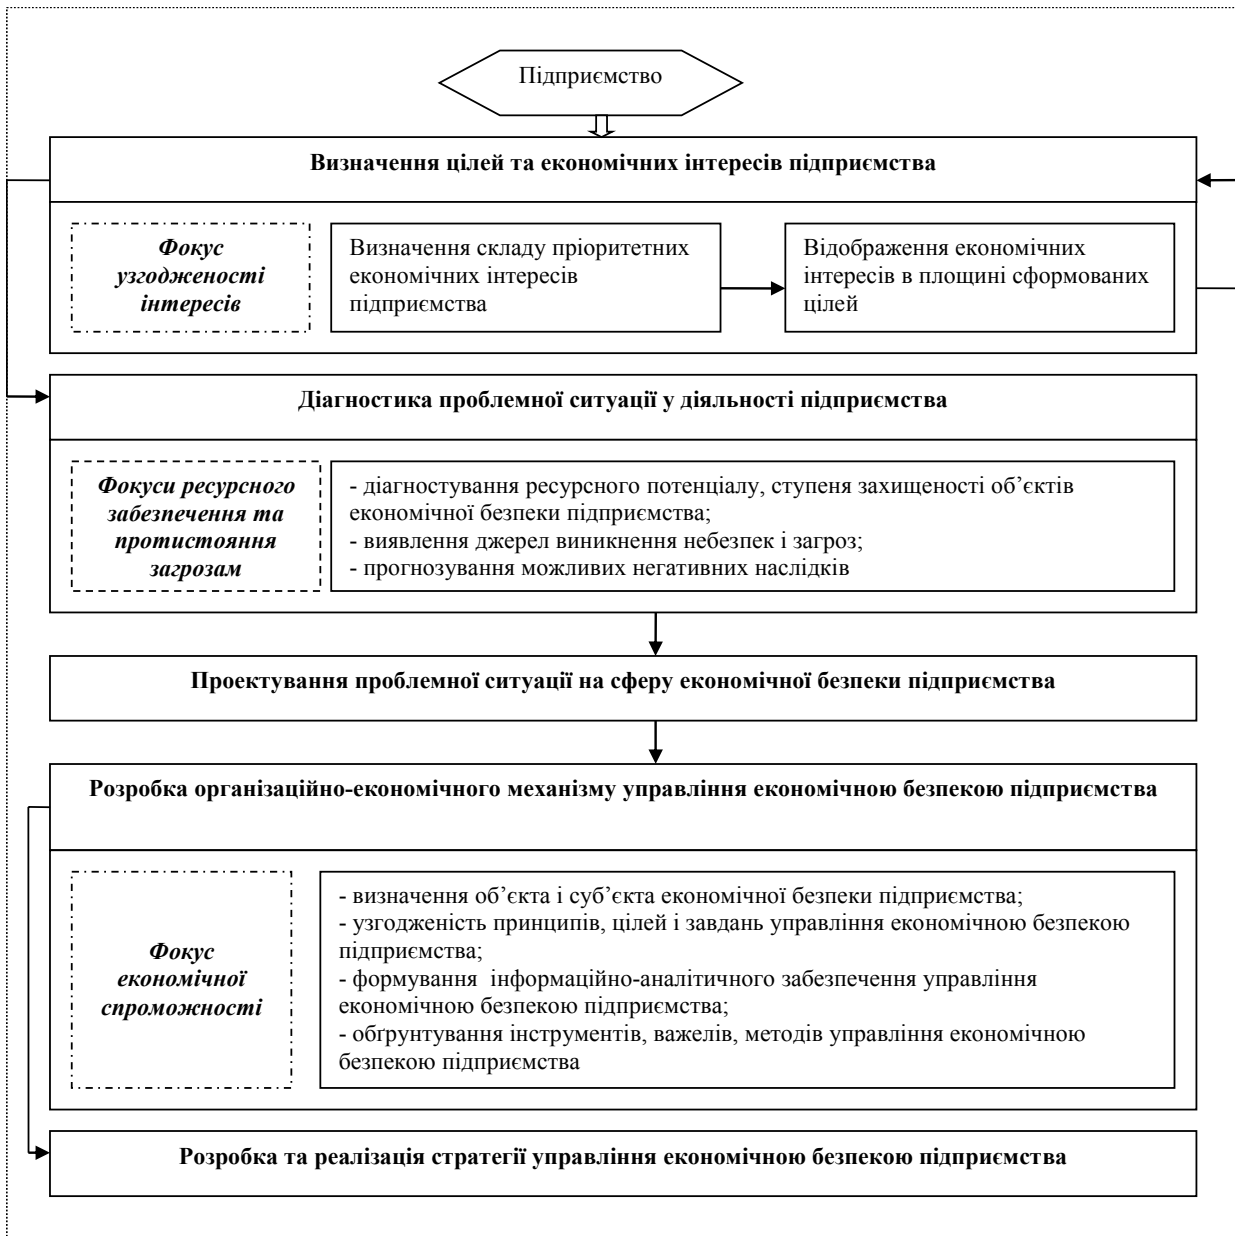 Підприємство
Визначення цілей та економічних інтересів підприємства
Фокус
узгодженості
інтересів
Визначення складу пріоритетних
економічних інтересів
підприємства
Відображення економічних
інтересів в площині сформованих
цілей
Діагностика проблемної ситуації у діяльності підприємства
Фокуси ресурсного
забезпечення та
протистояння
загрозам
- діагностування ресурсного потенціалу, ступеня захищеності об’єктів
економічної безпеки підприємства;
- виявлення джерел виникнення небезпек і загроз;
- прогнозування можливих негативних наслідків
Проектування проблемної ситуації на сферу економічної безпеки підприємства
Розробка організаційно-економічного механізму управління економічною безпекою підприємства
Фокус
економічної
спроможності
- визначення об’єкта і суб’єкта економічної безпеки підприємства;
- узгодженість принципів, цілей і завдань управління економічною безпекою
підприємства;
- формування  інформаційно-аналітичного забезпечення управління
економічною безпекою підприємства;
- обґрунтування інструментів, важелів, методів управління економічною
безпекою підприємства
Розробка та реалізація стратегії управління економічною безпекою підприємства